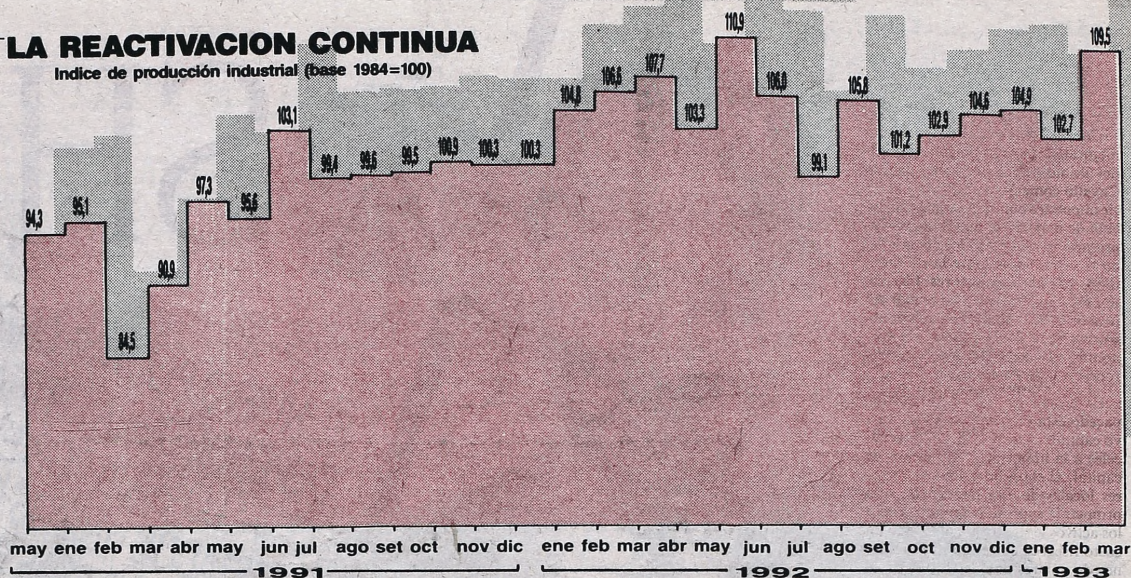 LA REACTIVACION CONTINUA
Indice de producción industrial (base 1984=100)
94,3 95,1 84,5 90,9 97,3 95,6 103,1 99,4 99,6 99,5 100,9 100,3 100,3 104,8 106,6 107,7 103,3 110,9 106,0 99,1 105,8 101,2 102,9 104,6 104,9 102,7 109,5
may ene feb mar abr may jun jul ago set oct nov dic ene feb mar abr may jun jul ago set oct nov dic ene feb mar
1991 1992 1993